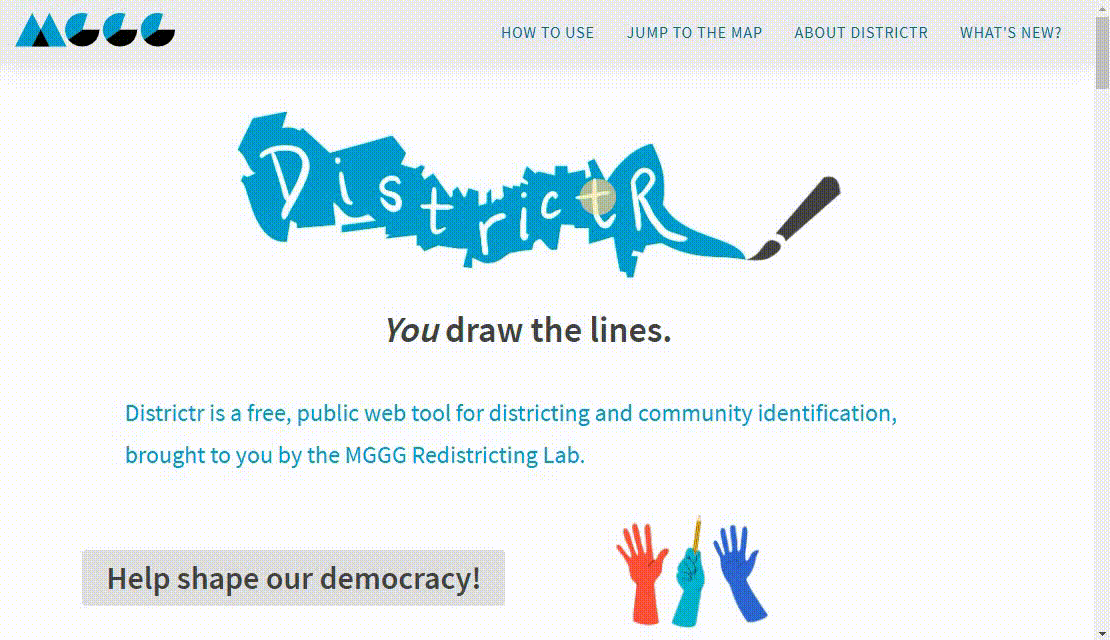 MGGG
HOW TO USE
JUMP TO THE MAP
ABOUT DISTRICTR
WHAT'S NEW?
DistrictR
You draw the lines.
Districtr is a free, public web tool for districting and community identification,
brought to you by the MGGG Redistricting Lab.
Help shape our democracy!